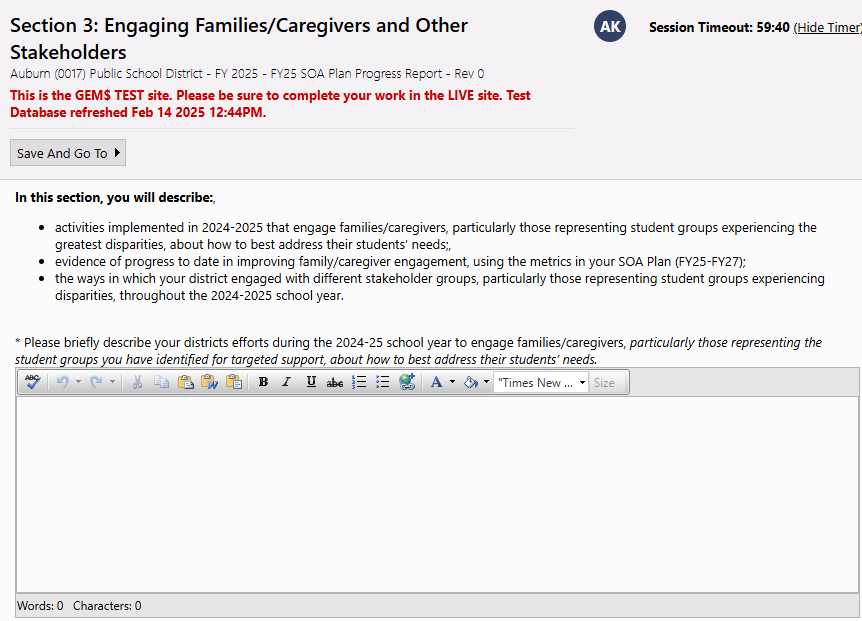 Section 3: Engaging Families/Caregivers and Other
Stakeholders
AK
Session Timeout: 59:40 (Hide Timer)
Auburn (0017) Public School District - FY 2025 - FY25 SOA Plan Progress Report - Rev 0
This is the GEM$ TEST site. Please be sure to complete your work in the LIVE site. Test
Database refreshed Feb 14 2025 12:44PM.
Save And Go To
In this section, you will describe:,
• activities implemented in 2024-2025 that engage families/caregivers, particularly those representing student groups experiencing the
greatest disparities, about how to best address their students’ needs;,
• evidence of progress to date in improving family/caregiver engagement, using the metrics in your SOA Plan (FY25-FY27);
• the ways in which your district engaged with different stakeholder groups, particularly those representing student groups experiencing
disparities, throughout the 2024-2025 school year.
* Please briefly describe your districts efforts during the 2024-25 school year to engage families/caregivers, particularly those representing the
student groups you have identified for targeted support, about how to best address their students’ needs.
ABC B I U abc A "Times New ... Size
Words: 0 Characters: 0